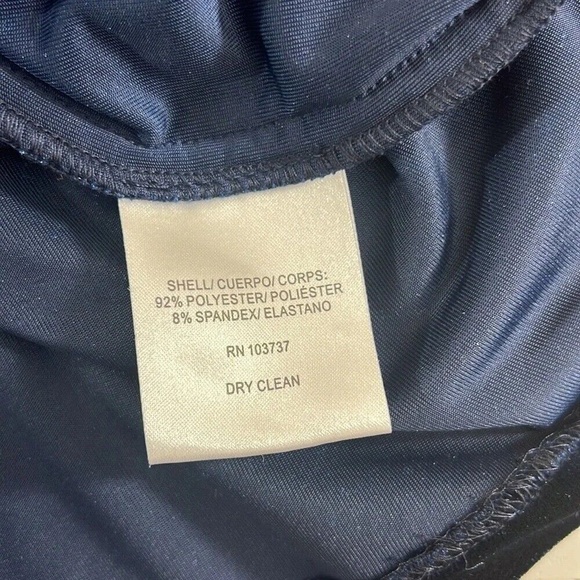 SHELL/ CUERPO/ CORPS:
92% POLYESTER/ POLIÉSTER
8% SPANDEX/ ELASTANO
RN 103737
DRY CLEAN